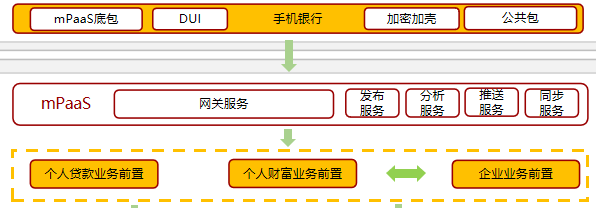 mPaaS底包 DUI 手机银行 加密加壳 公共包
mPaaS 网关服务 发布服务 分析服务 推送服务 同步服务
个人贷款业务前置 个人财富业务前置 企业业务前置